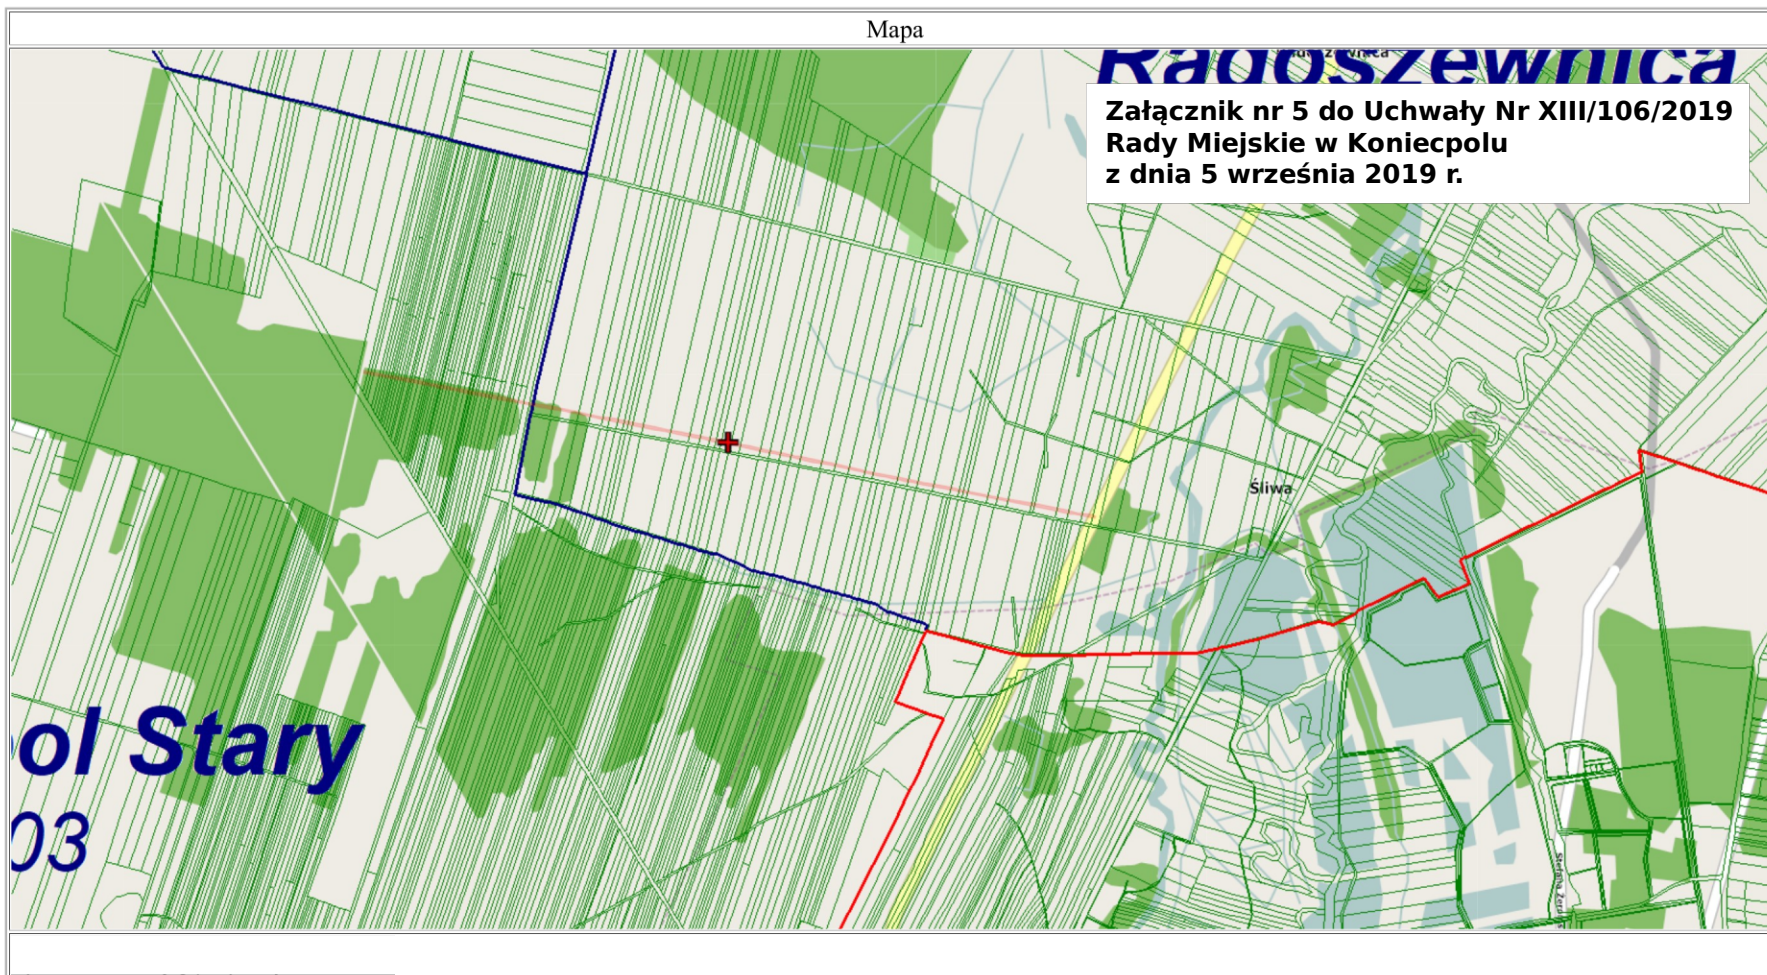 Mapa
Radoszewnica
Załącznik nr 5 do Uchwały Nr XIII/106/2019
Rady Miejskie w Koniecpolu
z dnia 5 września 2019 r.
Śliwa
ol Stary
03
Stefana